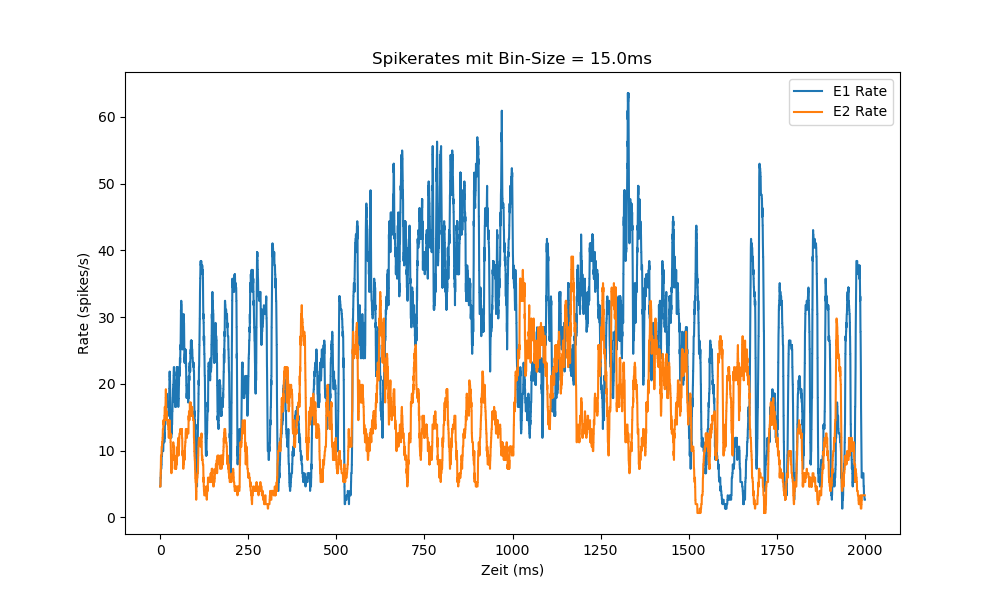 Spikerates mit Bin-Size = 15.0ms
E1 Rate
E2 Rate
60
50
40
30
20
10
0
Rate (spikes/s)
0 250 500 750 1000 1250 1500 1750 2000
Zeit (ms)